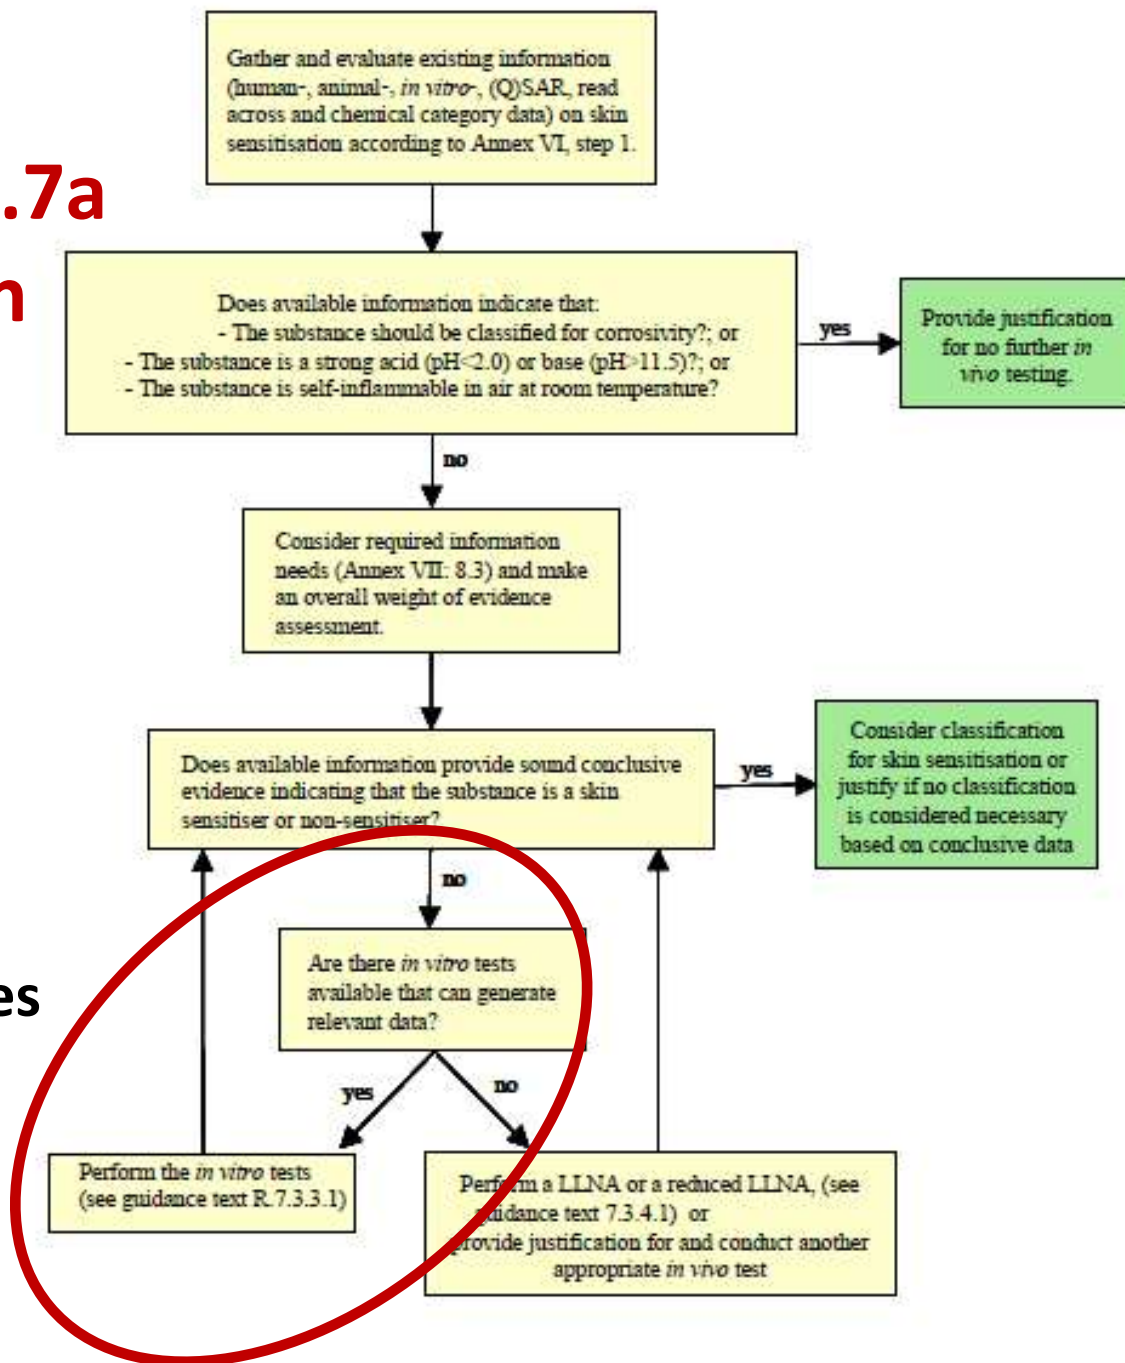 Gather and evaluate existing information
(human-, animal-, in vitro-, (Q)SAR, read
across and chemical category data) on skin
sensitisation according to Annex VI, step 1.
.7a
n
Does available information indicate that:
- The substance should be classified for corrosivity?; or
- The substance is a strong acid (pH<2.0) or base (pH>11.5)?; or
- The substance is self-inflammable in air at room temperature?
yes
Provide justification
for no further in
vivo testing.
no
Consider required information
needs (Annex VII: 8.3) and make
an overall weight of evidence
assessment.
Does available information provide sound conclusive
evidence indicating that the substance is a skin
sensitiser or non-sensitiser?
yes
Consider classification
for skin sensitisation or
justify if no classification
is considered necessary
based on conclusive data
no
Are there in vitro tests
available that can generate
relevant data?
es
yes
no
Perform the in vitro tests
(see guidance text R.7.3.3.1)
Perform a LLNA or a reduced LLNA, (see
guidance text 7.3.4.1) or
provide justification for and conduct another
appropriate in vivo test